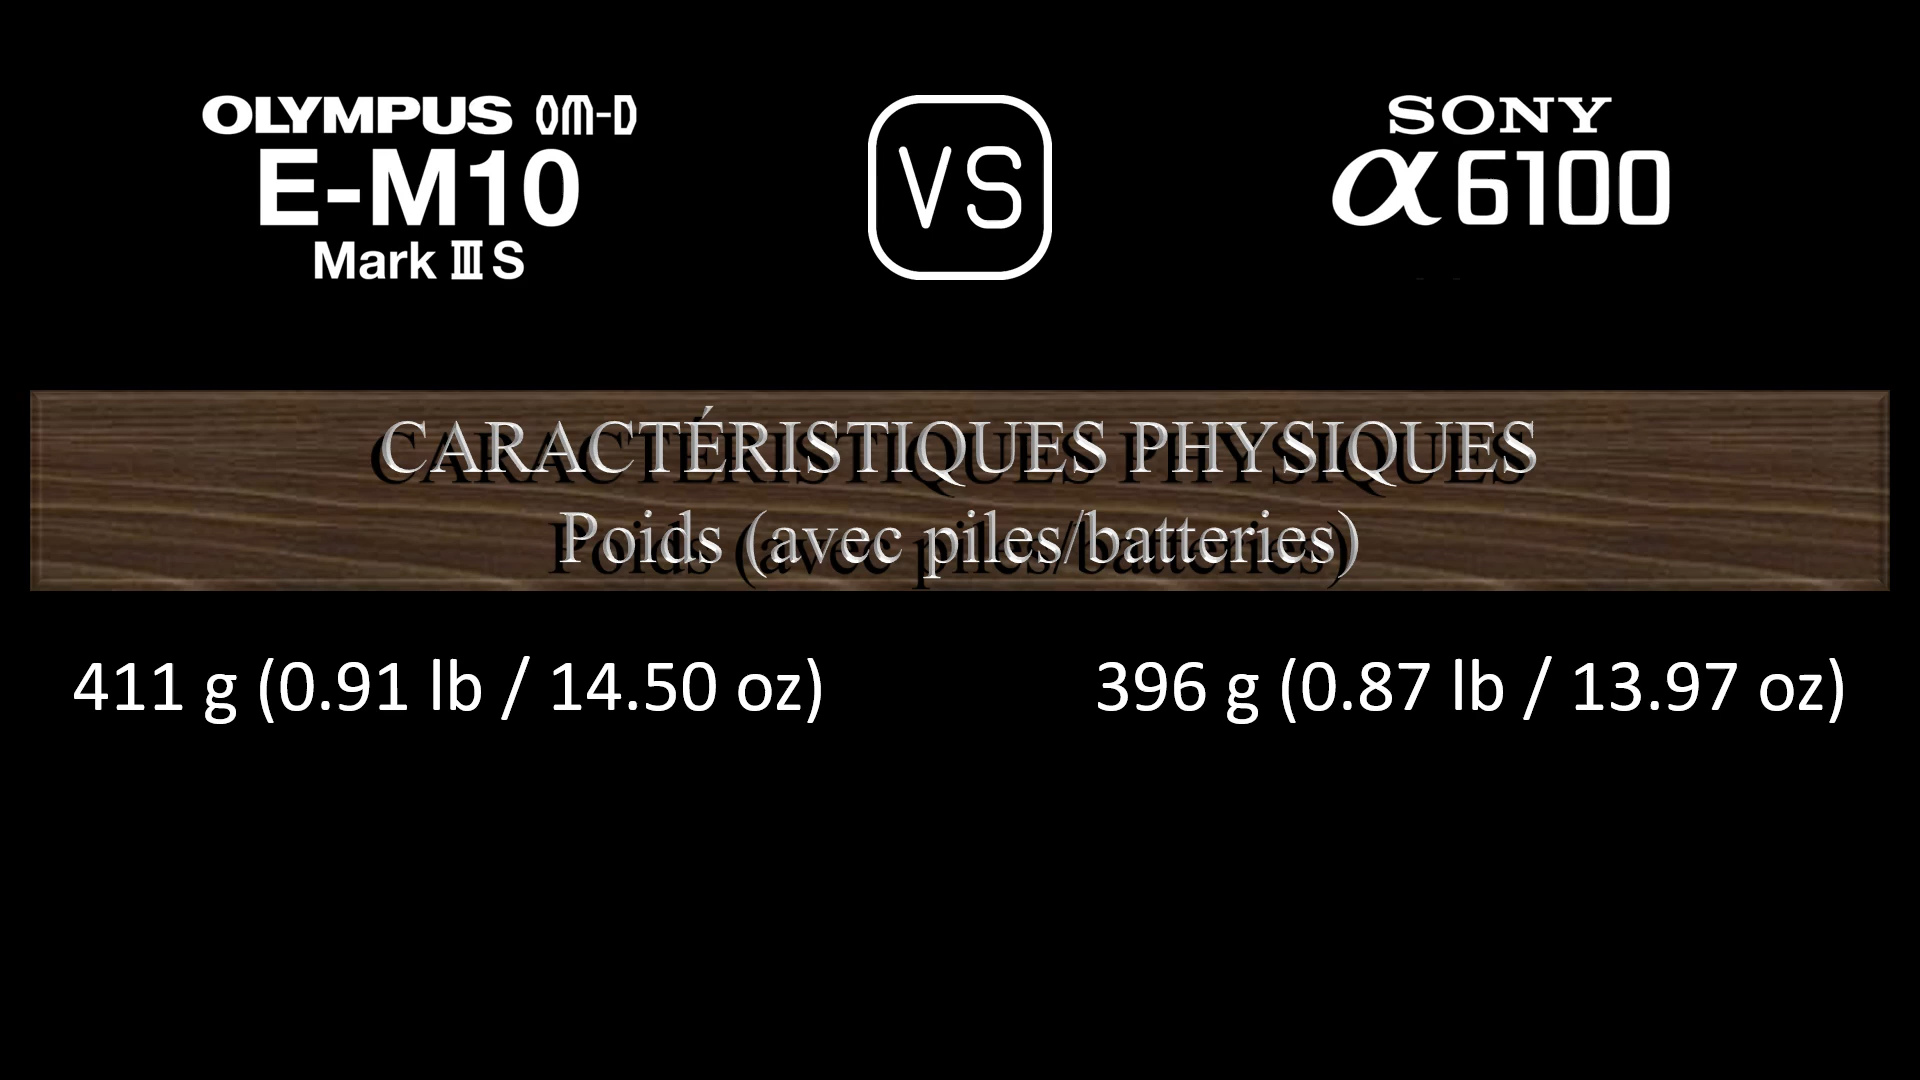 OLYMPUS OM-D
E-M10
Mark III S
VS
SONY
α6100
CARACTÉRISTIQUES PHYSIQUES
Poids (avec piles/batteries)
411 g (0.91 lb / 14.50 oz)
396 g (0.87 lb / 13.97 oz)